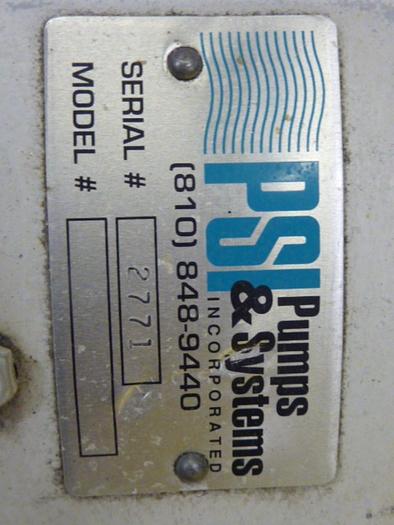 PSI Pumps
& Systems
INCORPORATED
(810) 848-9440
SERIAL # 2771
MODEL #